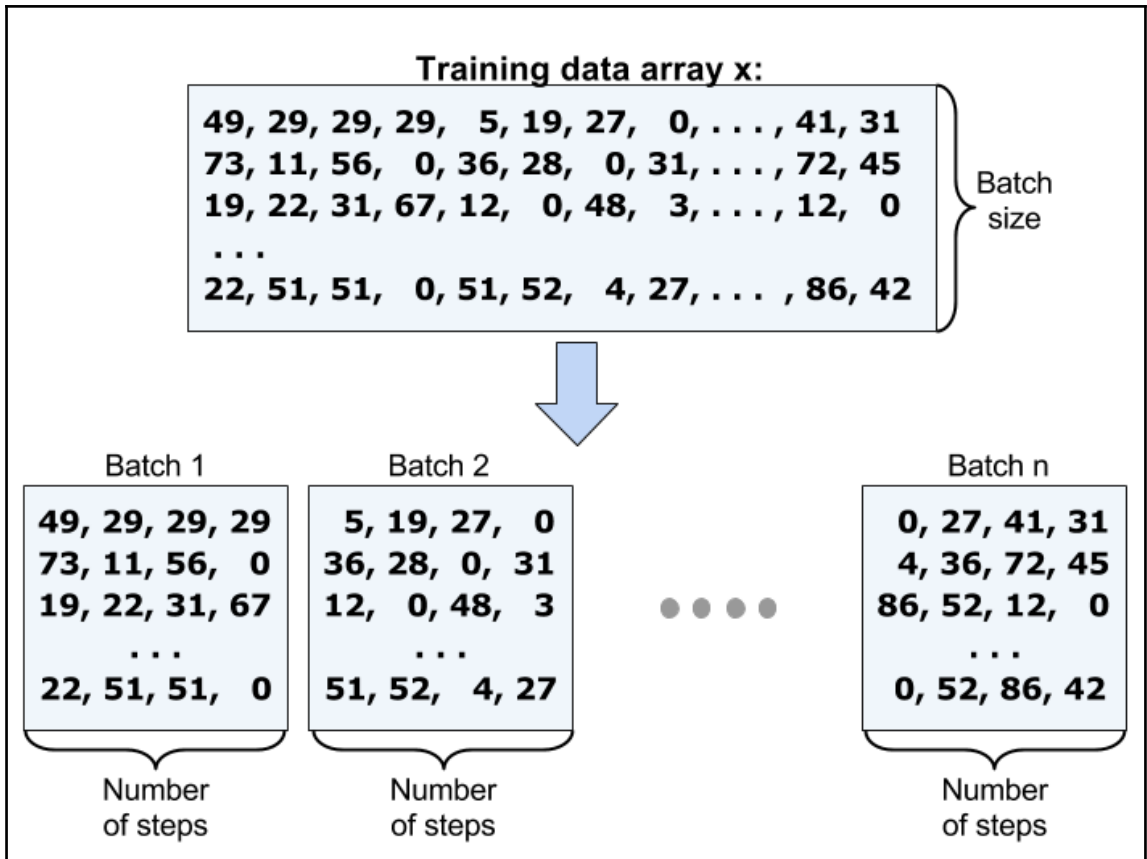 Training data array x:
49, 29, 29, 29, 5, 19, 27, 0, . . . , 41, 31
73, 11, 56, 0, 36, 28, 0, 31, . . . , 72, 45
19, 22, 31, 67, 12, 0, 48, 3, . . . , 12, 0
. . .
22, 51, 51, 0, 51, 52, 4, 27, . . . , 86, 42
Batch
size
Batch 1
49, 29, 29, 29
73, 11, 56, 0
19, 22, 31, 67
. . .
22, 51, 51, 0
Number
of steps
Batch 2
5, 19, 27, 0
36, 28, 0, 31
12, 0, 48, 3
. . .
51, 52, 4, 27
Number
of steps
Batch n
0, 27, 41, 31
4, 36, 72, 45
86, 52, 12, 0
. . .
0, 52, 86, 42
Number
of steps